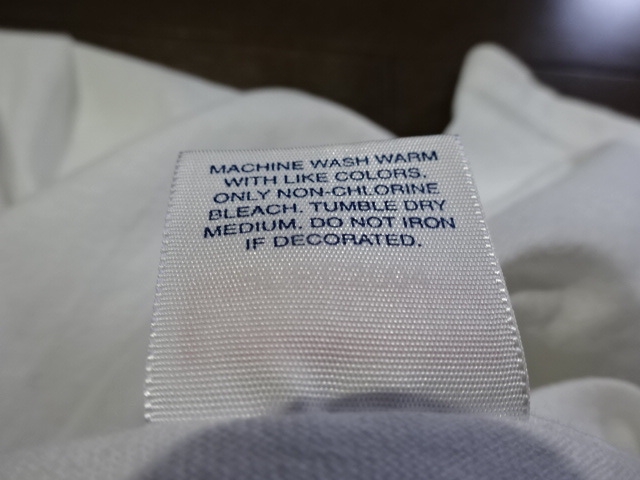 MACHINE WASH WARM
WITH LIKE COLORS.
ONLY NON-CHLORINE
BLEACH. TUMBLE DRY
MEDIUM. DO NOT IRON
IF DECORATED.